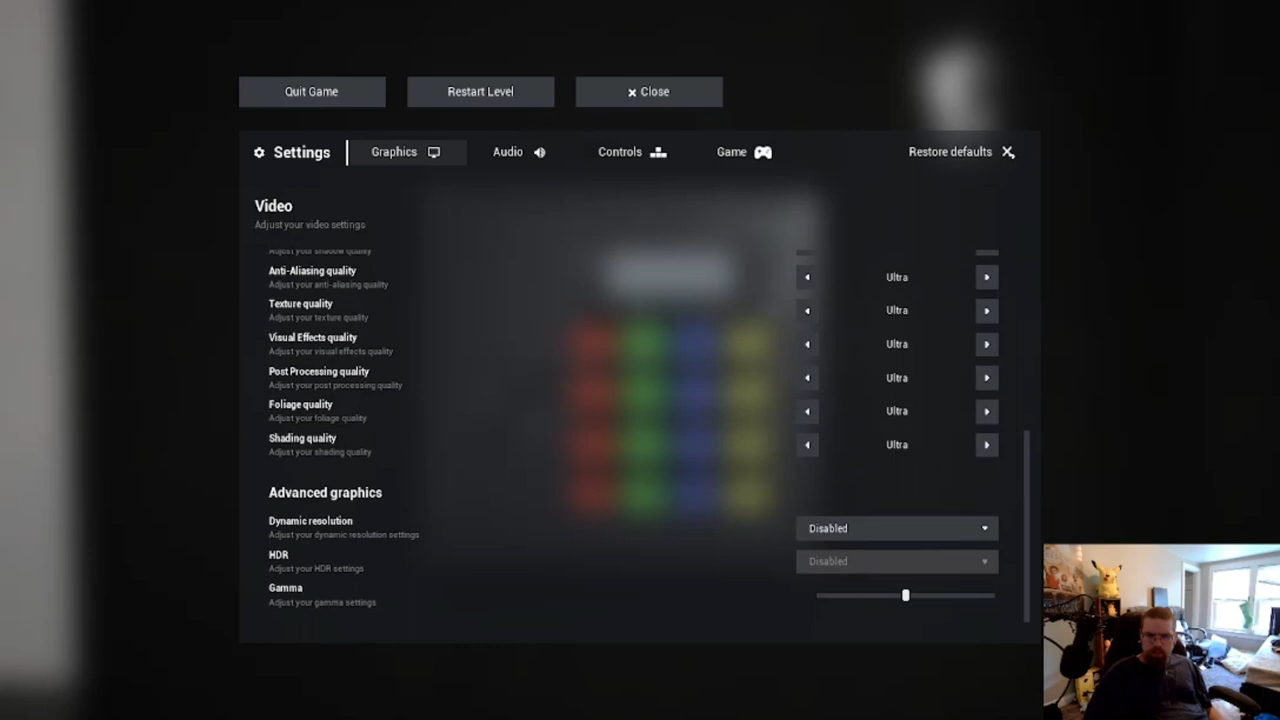 Quit Game
Restart Level
Close
Settings
Graphics
Audio
Controls
Game
Restore defaults
Video
Adjust your video settings
Adjust your shadow quality
Anti-Aliasing quality
Ultra
Adjust your anti-aliasing quality
Texture quality
Ultra
Adjust your texture quality
Visual Effects quality
Ultra
Adjust your visual effects quality
Post Processing quality
Ultra
Adjust your post processing quality
Foliage quality
Ultra
Adjust your foliage quality
Shading quality
Ultra
Adjust your shading quality
Advanced graphics
Dynamic resolution
Disabled
Adjust your dynamic resolution settings
HDR
Disabled
Adjust your HDR settings
Gamma
Adjust your gamma settings